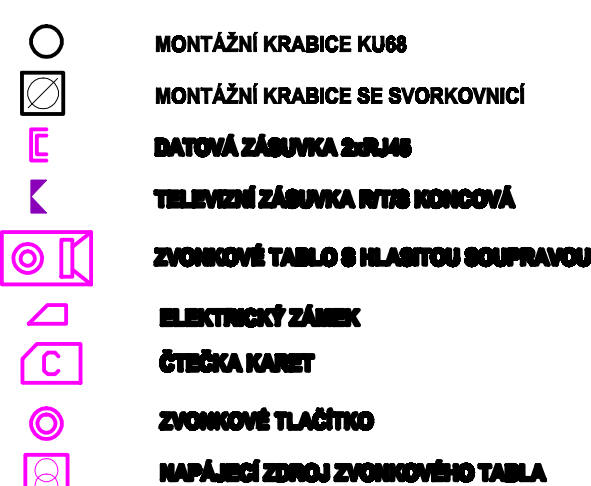 MONTÁŽNÍ KRABICE KU68
MONTÁŽNÍ KRABICE SE SVORKOVNICÍ
DATOVÁ ZÁSUVKA 2xRJ45
TELEVIZNÍ ZÁSUVKA R/T/S KONCOVÁ
ZVONKOVÉ TABLO S HLASITOU SOUPRAVOU
ELEKTRICKÝ ZÁMEK
C ČTEČKA KARET
ZVONKOVÉ TLAČÍTKO
NAPÁJECÍ ZDROJ ZVONKOVÉHO TABLA